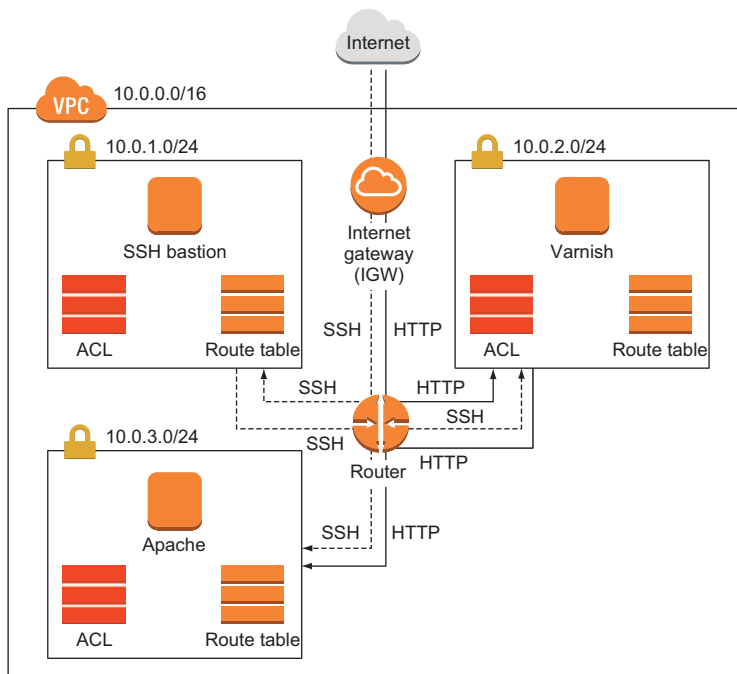 Internet
VPC
10.0.0.0/16
10.0.1.0/24
SSH bastion
ACL
Route table
Internet
gateway
(IGW)
SSH
HTTP
10.0.2.0/24
Varnish
ACL
Route table
SSH
HTTP
SSH
SSH
HTTP
Router
10.0.3.0/24
Apache
ACL
Route table
SSH
HTTP